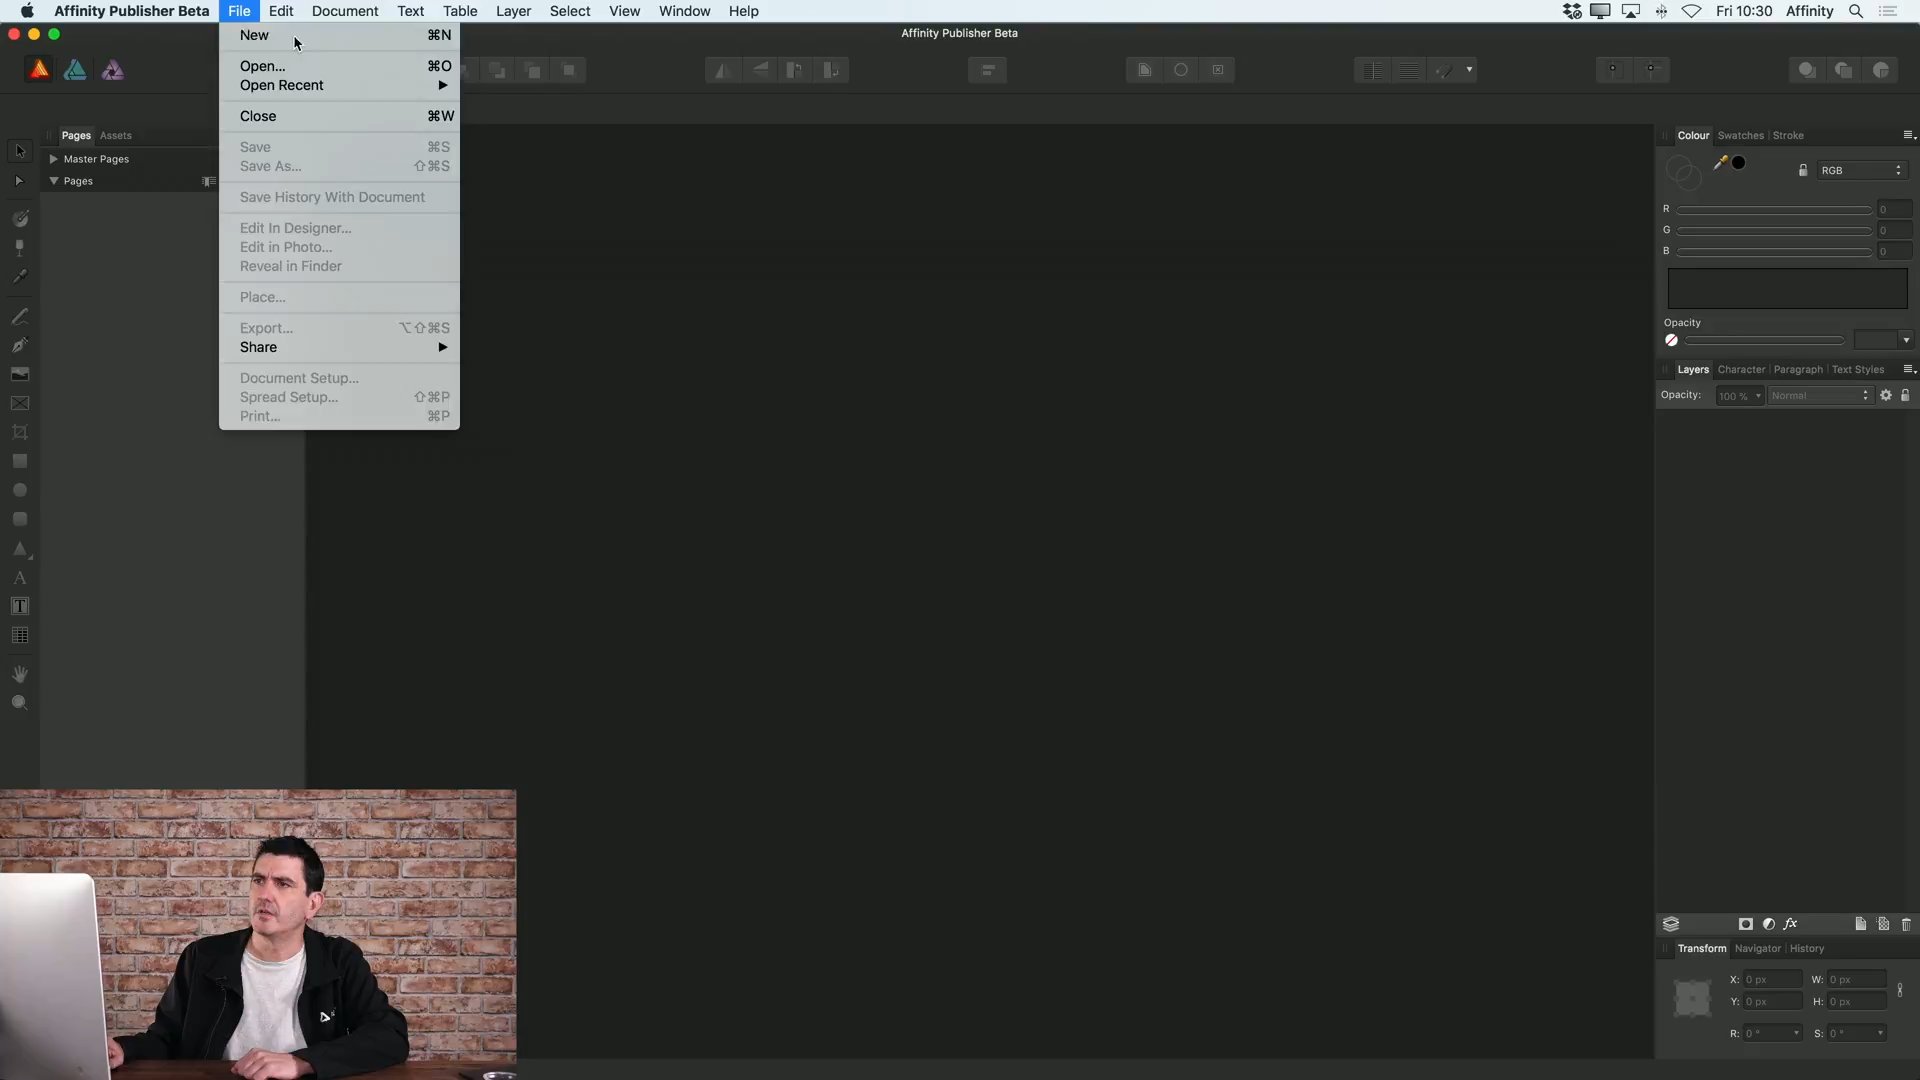 Affinity Publisher Beta File Edit Document Text Table Layer Select View Window Help Fri 10:30 Affinity
Affinity Publisher Beta
New ⌘N
Open... ⌘O
Open Recent ▶
Close ⌘W
Save ⌘S
Save As... ⇧⌘S
Save History With Document
Edit In Designer...
Edit in Photo...
Reveal in Finder
Place...
Export... ⌥⇧⌘S
Share ▶
Document Setup...
Spread Setup... ⇧⌘P
Print... ⌘P
Pages Assets
Master Pages
Pages
A
T
Colour Swatches Stroke
RGB
R 0
G 0
B 0
Opacity
Layers Character Paragraph Text Styles
Opacity: 100 % Normal
fx
Transform Navigator History
X: 0 px W: 0 px
Y: 0 px H: 0 px
R: 0 ° S: 0 °